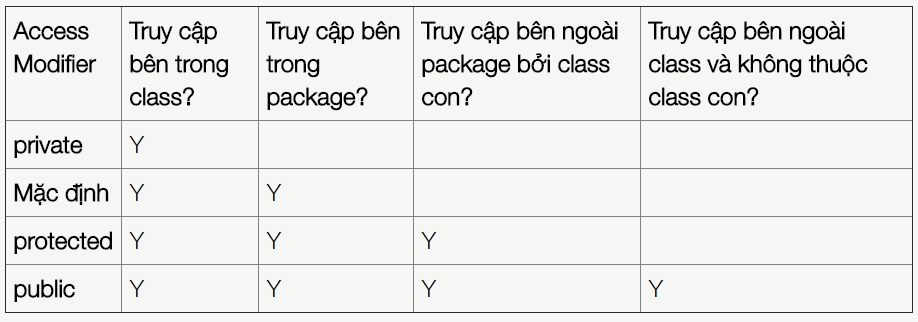 Access Modifier
Truy cập bên trong class?
Truy cập bên trong package?
Truy cập bên ngoài package bởi class con?
Truy cập bên ngoài class và không thuộc class con?
private Y
Mặc định Y Y
protected Y Y Y
public Y Y Y Y